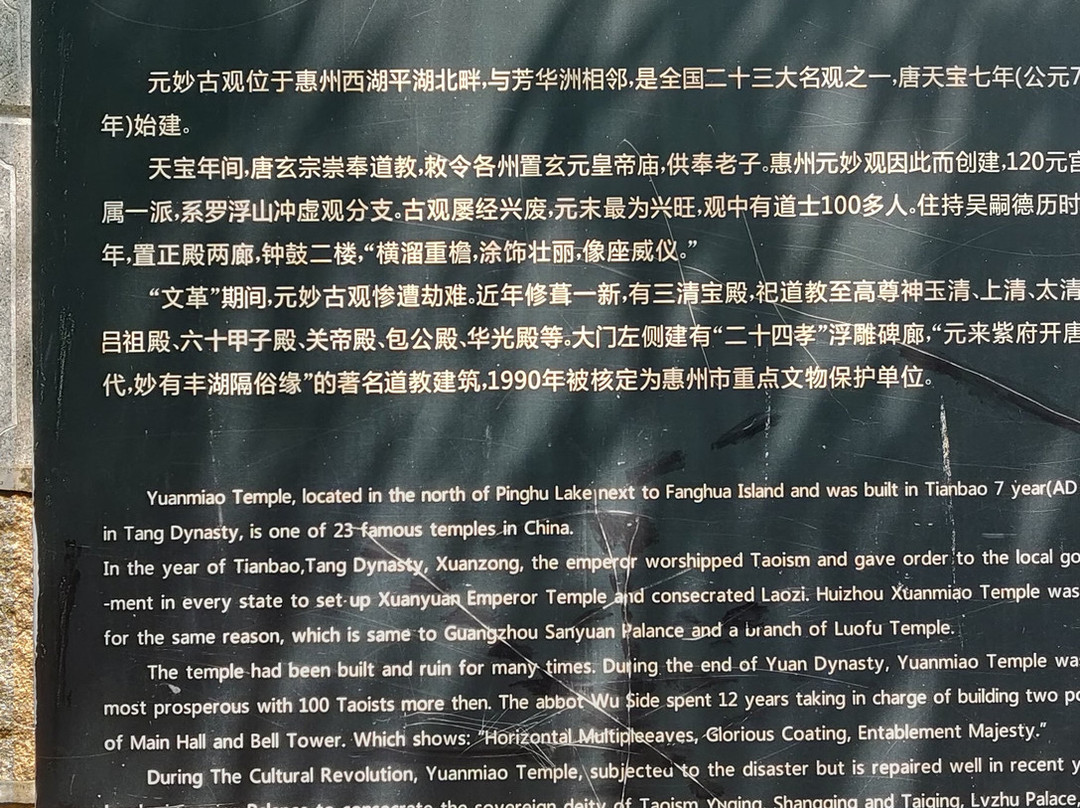 元妙古观位于惠州西湖平湖北畔,与芳华洲相邻,是全国二十三大名观之一,唐天宝七年(公元7
年)始建。
天宝年间,唐玄宗崇奉道教,敕令各州置玄元皇帝庙,供奉老子。惠州元妙观因此而创建,120元宫
属一派,系罗浮山冲虚观分支。古观屡经兴废,元末最为兴旺,观中有道士100多人。住持吴嗣德历时
年,置正殿两廊,钟鼓二楼,“横溜重檐,涂饰壮丽,像座威仪。”
“文革”期间,元妙古观惨遭劫难。近年修葺一新,有三清宝殿,祀道教至高尊神玉清、上清、太清
吕祖殿、六十甲子殿、关帝殿、包公殿、华光殿等。大门左侧建有“二十四孝”浮雕碑廊,“元来紫府开唐
代,妙有丰湖隔俗缘”的著名道教建筑,1990年被核定为惠州市重点文物保护单位。
Yuanmiao Temple, located in the north of Pinghu Lake next to Fanghua Island and was built in Tianbao 7 year(AD
in Tang Dynasty, is one of 23 famous temples in China.
In the year of Tianbao,Tang Dynasty, Xuanzong, the emperor worshipped Taoism and gave order to the local go
-ment in every state to set-up Xuanyuan Emperor Temple and consecrated Laozi. Huizhou Xuanmiao Temple was
for the same reason, which is same to Guangzhou Sanyuan Palance and a branch of Luofu Temple.
The temple had been built and ruin for many times. During the end of Yuan Dynasty, Yuanmiao Temple was
most prosperous with 100 Taoists more then. The abbot Wu Side spent 12 years taking in charge of building two po
of Main Hall and Bell Tower. Which shows: “Horizontal Multipleeaves, Glorious Coating, Entablement Majesty.”
During The Cultural Revolution, Yuanmiao Temple, subjected to the disaster but is repaired well in recent y
Palance to consecrate the sovereign deity of Taoism Yuqing, Shangqing and Taiqing, Lvzhu Palace